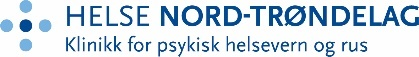 HELSE NORD-TRØNDELAG
Klinikk for psykisk helsevern og rus